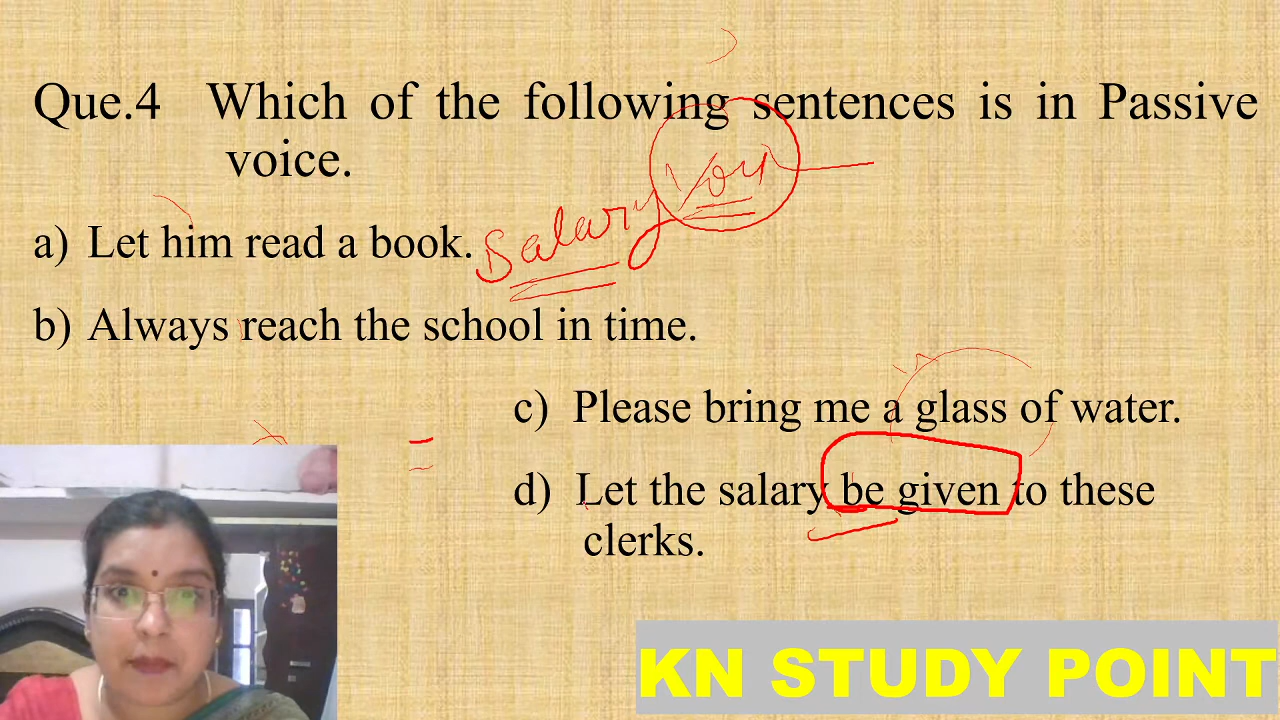 Que.4 Which of the following sentences is in Passive
voice.
a) Let him read a book.
Salary
You
b) Always reach the school in time.
c) Please bring me a glass of water.
d) Let the salary be given to these
clerks.
KN STUDY POINT